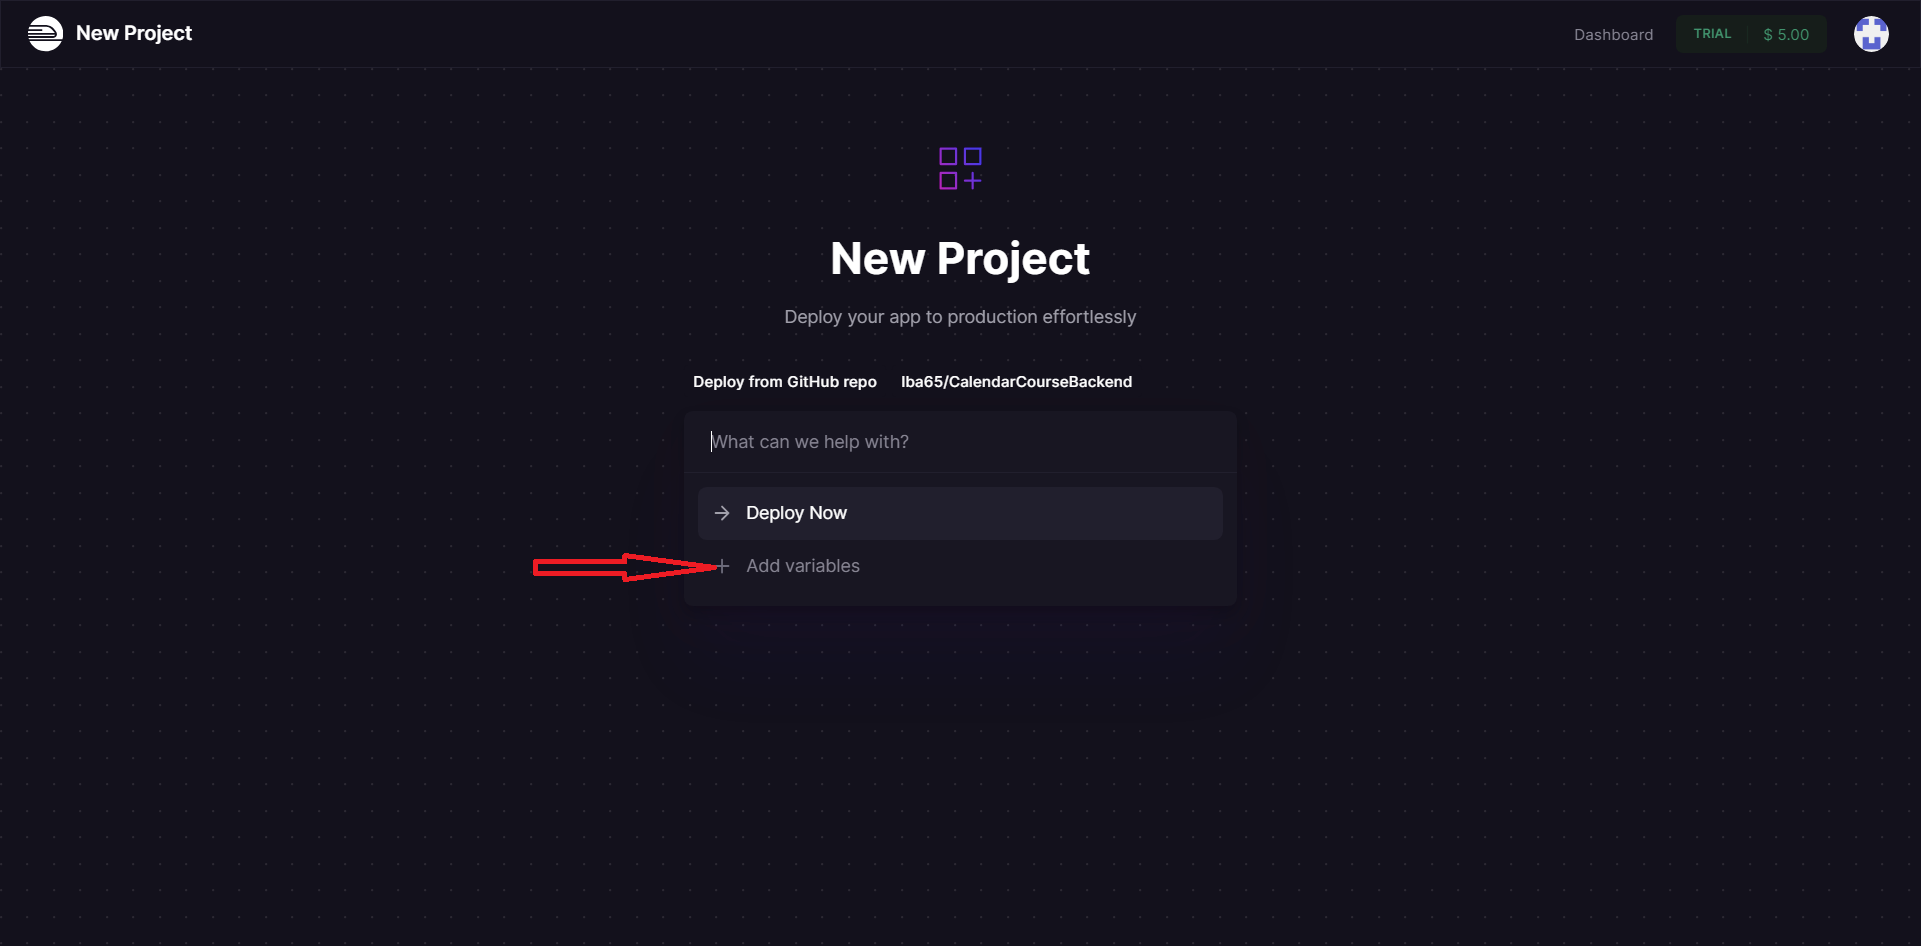 New Project
Dashboard
TRIAL
$ 5.00
New Project
Deploy your app to production effortlessly
Deploy from GitHub repo
Iba65/CalendarCourseBackend
What can we help with?
Deploy Now
Add variables